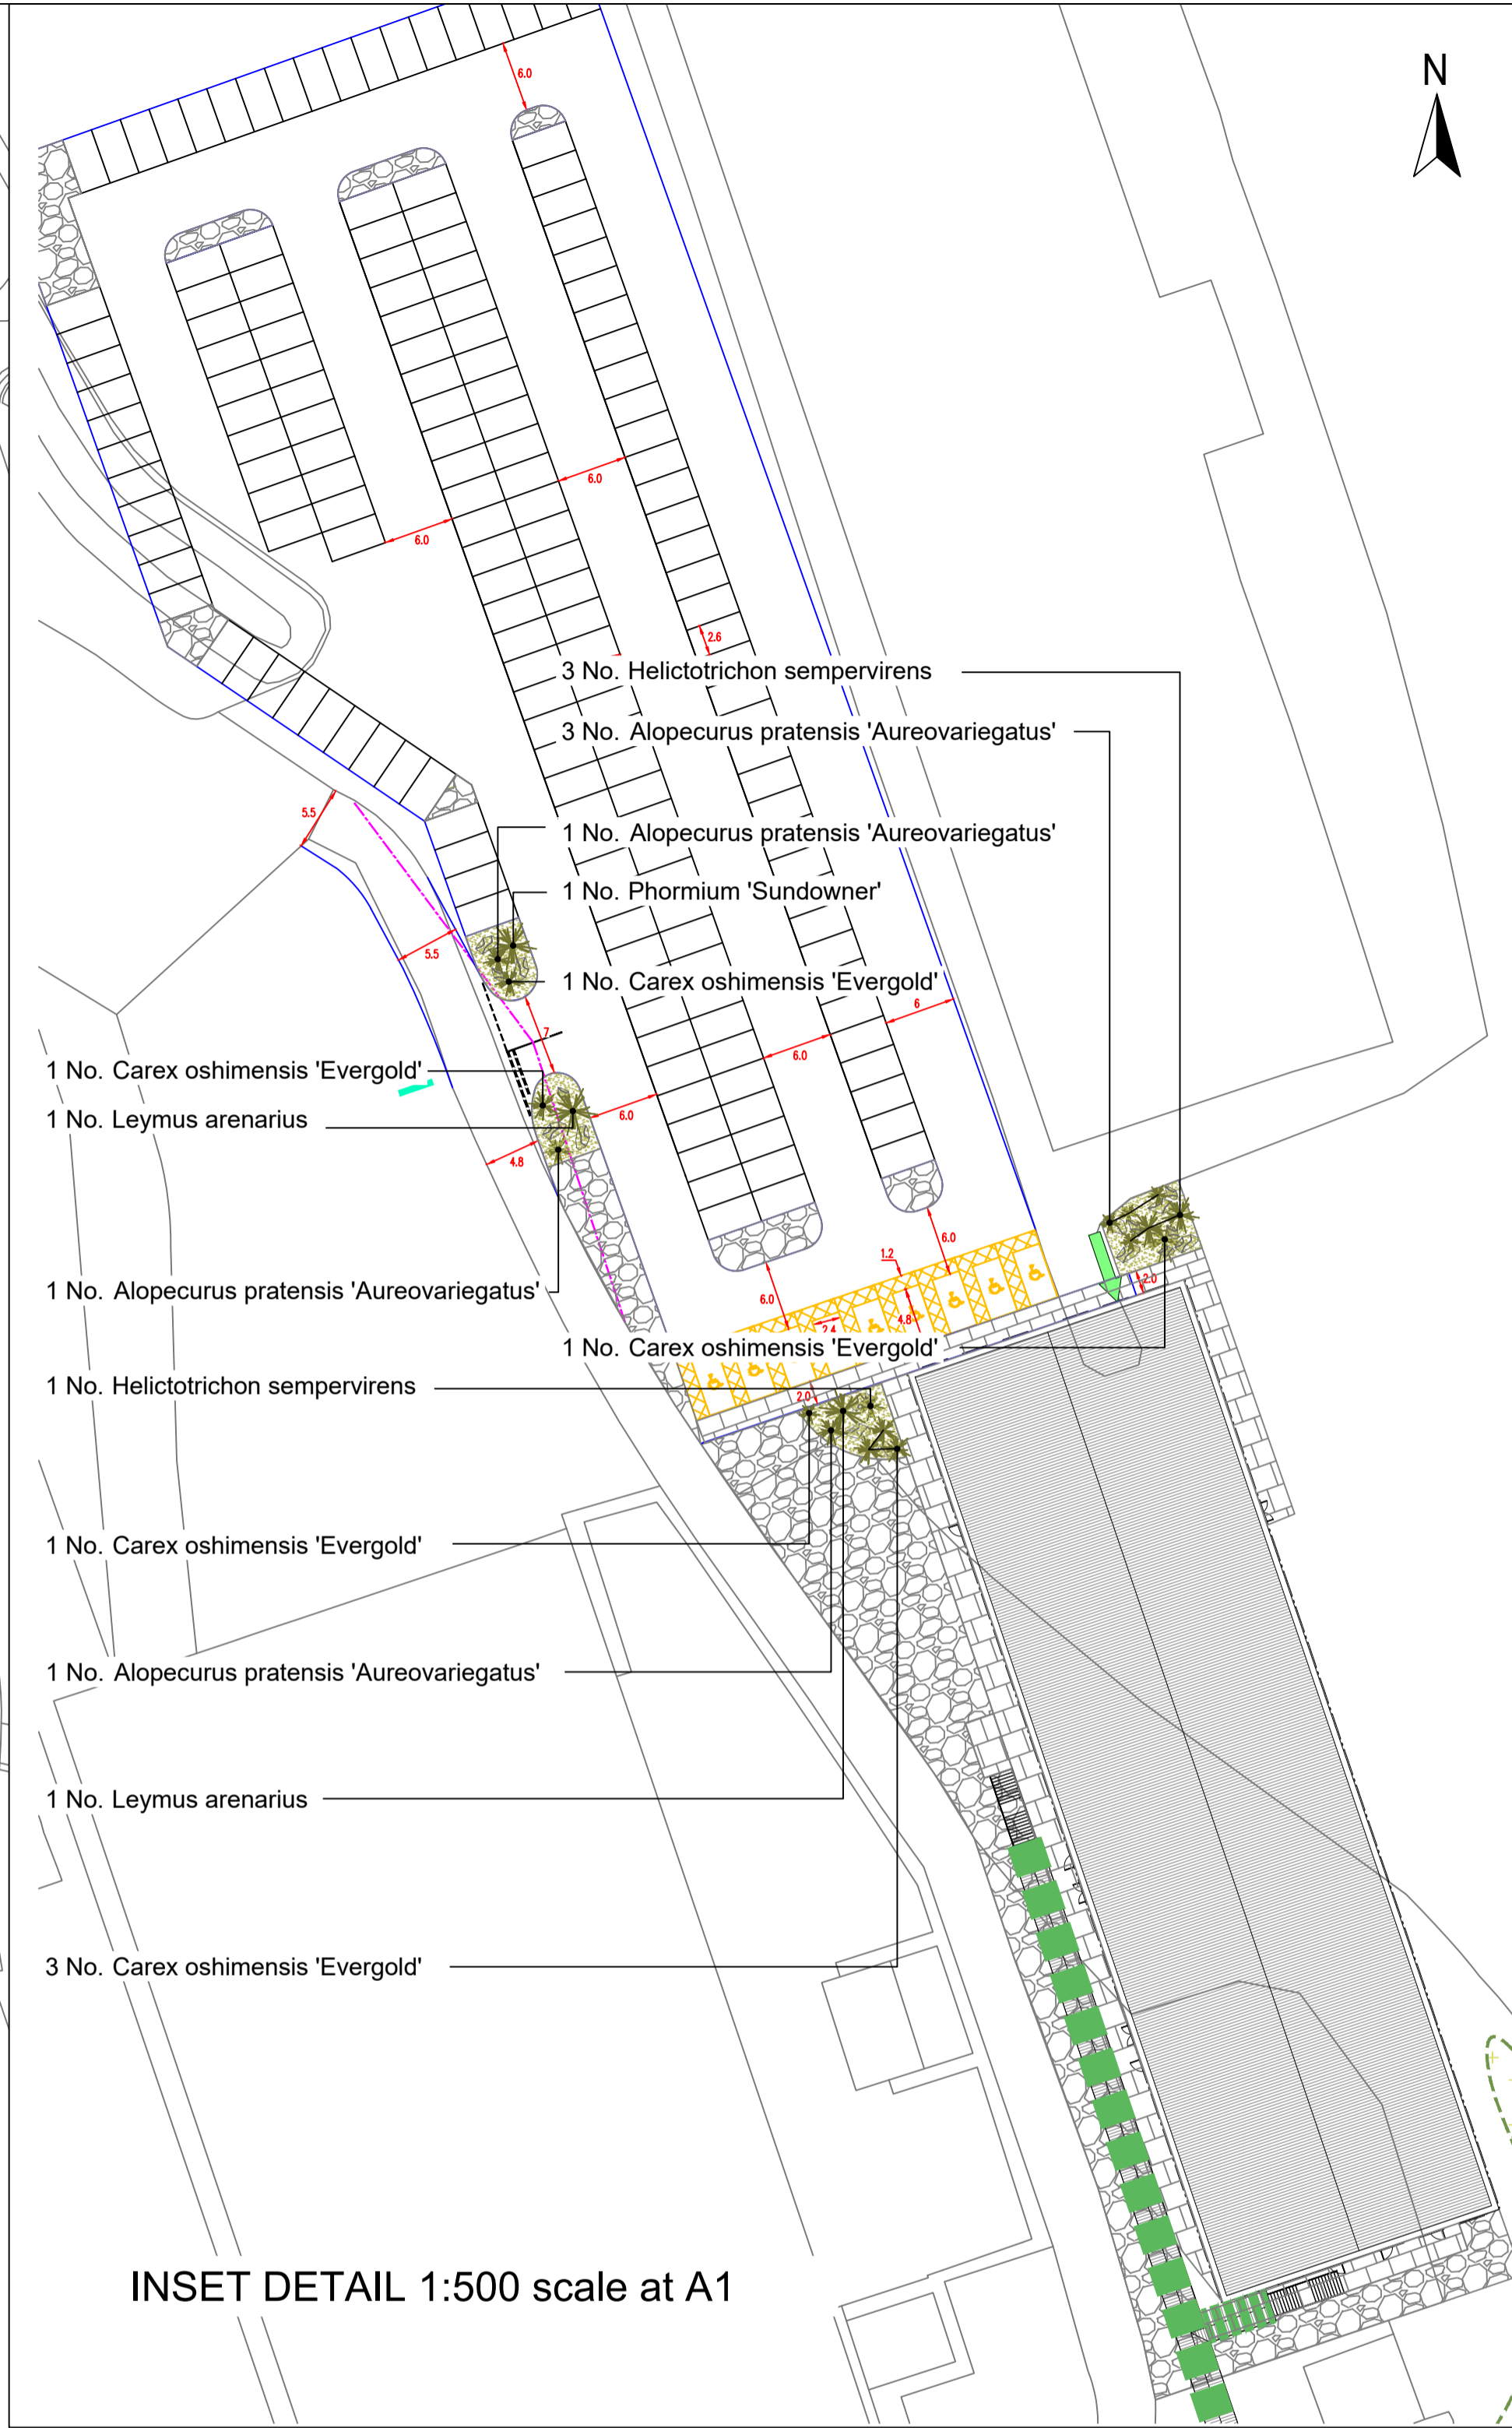 N
6.0
6.0
6.0
2.6
3 No. Helictotrichon sempervirens
3 No. Alopecurus pratensis 'Aureovariegatus'
5.5
1 No. Alopecurus pratensis 'Aureovariegatus'
1 No. Phormium 'Sundowner'
5.5
1 No. Carex oshimensis 'Evergold'
6
7
6.0
1 No. Carex oshimensis 'Evergold'
1 No. Leymus arenarius
6.0
4.8
6.0
1.2
2.0
1 No. Alopecurus pratensis 'Aureovariegatus'
6.0
4.8
2.4
1 No. Carex oshimensis 'Evergold'
1 No. Helictotrichon sempervirens
2.0
1 No. Carex oshimensis 'Evergold'
1 No. Alopecurus pratensis 'Aureovariegatus'
1 No. Leymus arenarius
3 No. Carex oshimensis 'Evergold'
INSET DETAIL 1:500 scale at A1